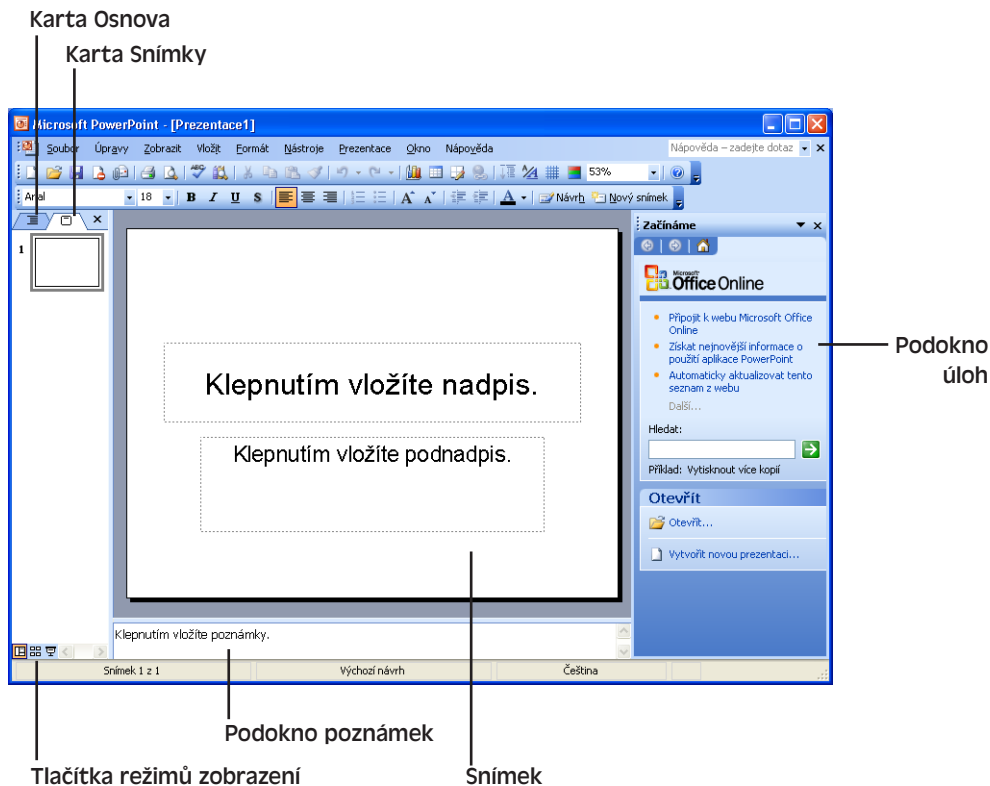 Karta Osnova
Karta Snímky
Microsoft PowerPoint - [Prezentace1]
Soubor Úpravy Zobrazit Vložit Formát Nástroje Prezentace Okno Nápověda Nápověda – zadejte dotaz
53%
Arial 18 B I U S A A A Návrh Nový snímek
Začínáme
1
Microsoft
Office Online
Připojit k webu Microsoft Office
Online
Získat nejnovější informace o
použití aplikace PowerPoint
Automaticky aktualizovat tento
seznam z webu
Další...
Podokno
úloh
Klepnutím vložíte nadpis.
Hledat:
Klepnutím vložíte podnadpis.
Příklad: Vytisknout více kopií
Otevřít
Otevřít...
Vytvořit novou prezentaci...
Klepnutím vložíte poznámky.
Snímek 1 z 1 Výchozí návrh Čeština
Podokno poznámek
Tlačítka režimů zobrazení
Snímek